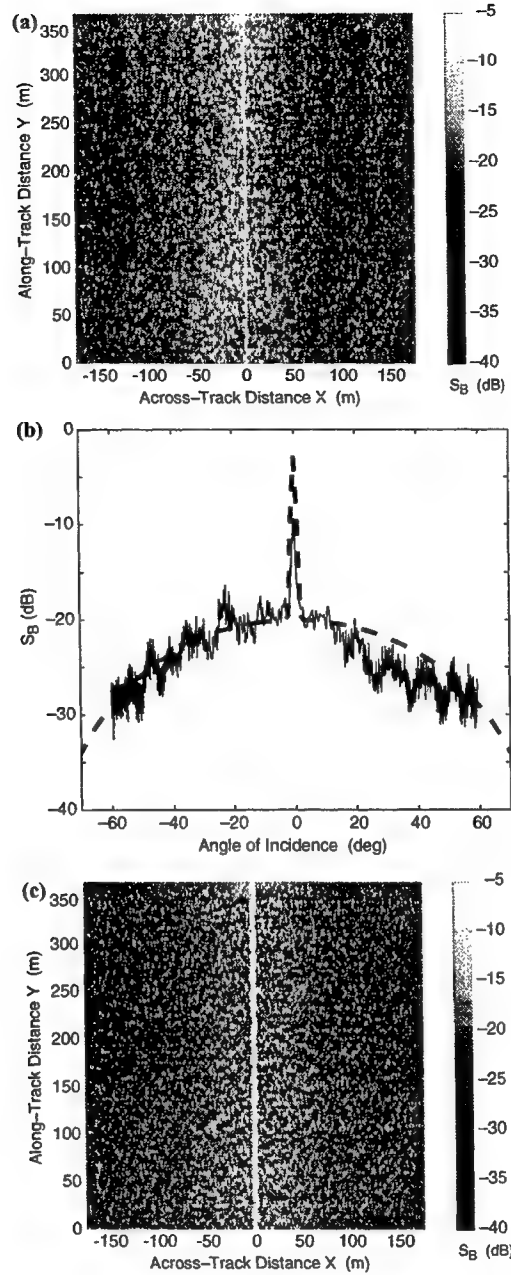 (a)
350
300
250
200
150
100
50
0
Along–Track Distance Y (m)
-150 -100 -50 0 50 100 150
Across–Track Distance X (m)
−5
−10
−15
−20
−25
−30
−35
−40
S_B (dB)
(b)
0
−10
−20
−30
−40
S_B (dB)
−60 −40 −20 0 20 40 60
Angle of Incidence (deg)
(c)
350
300
250
200
150
100
50
0
Along–Track Distance Y (m)
-150 -100 -50 0 50 100 150
Across–Track Distance X (m)
−5
−10
−15
−20
−25
−30
−35
−40
S_B (dB)